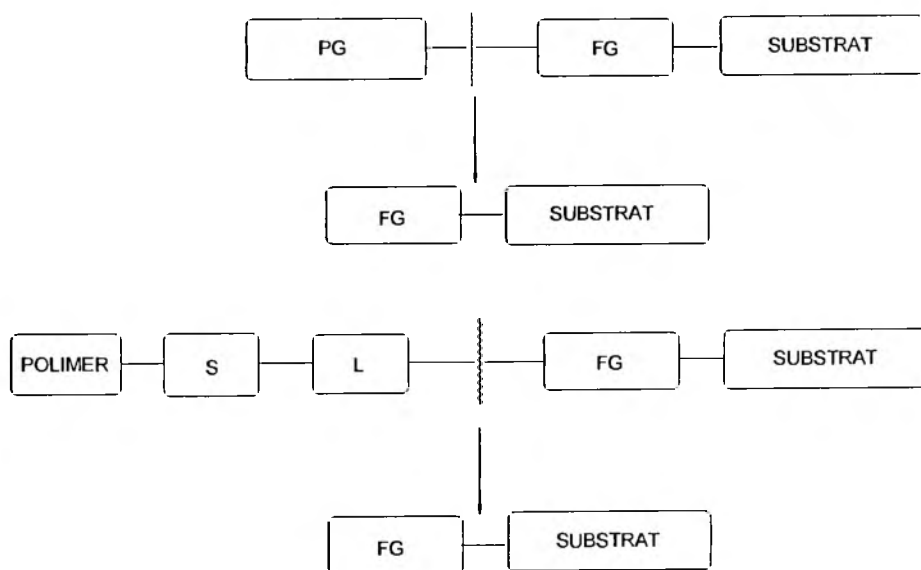 PG FG SUBSTRAT
FG SUBSTRAT
POLIMER S L FG SUBSTRAT
FG SUBSTRAT